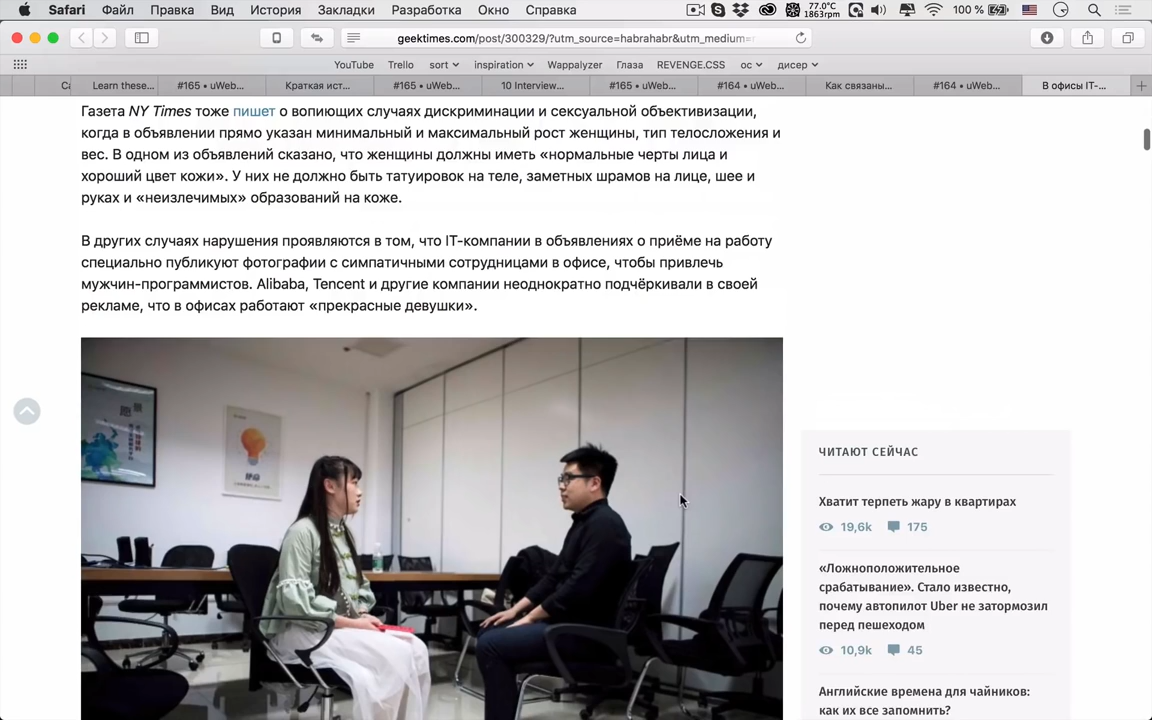 Safari Файл Правка Вид История Закладки Разработка Окно Справка 77.0°C 1863rpm 100 %
geektimes.com/post/300329/?utm_source=habrahabr&utm_medium=
YouTube Trello sort inspiration Wappalyzer Глаза REVENGE.CSS ос дисер
Ca Learn these... #165 • uWeb... Краткая ист... #165 • uWeb... 10 Interview... #165 • uWeb... #164 • uWeb... Как связаны... #164 • uWeb... В офисы IT-...
Газета NY Times тоже пишет о вопиющих случаях дискриминации и сексуальной объективизации,
когда в объявлении прямо указан минимальный и максимальный рост женщины, тип телосложения и
вес. В одном из объявлений сказано, что женщины должны иметь «нормальные черты лица и
хороший цвет кожи». У них не должно быть татуировок на теле, заметных шрамов на лице, шее и
руках и «неизлечимых» образований на коже.
В других случаях нарушения проявляются в том, что IT-компании в объявлениях о приёме на работу
специально публикуют фотографии с симпатичными сотрудницами в офисе, чтобы привлечь
мужчин-программистов. Alibaba, Tencent и другие компании неоднократно подчёркивали в своей
рекламе, что в офисах работают «прекрасные девушки».
ЧИТАЮТ СЕЙЧАС
Хватит терпеть жару в квартирах
19,6k 175
«Ложноположительное
срабатывание». Стало известно,
почему автопилот Uber не затормозил
перед пешеходом
10,9k 45
Английские времена для чайников:
как их все запомнить?